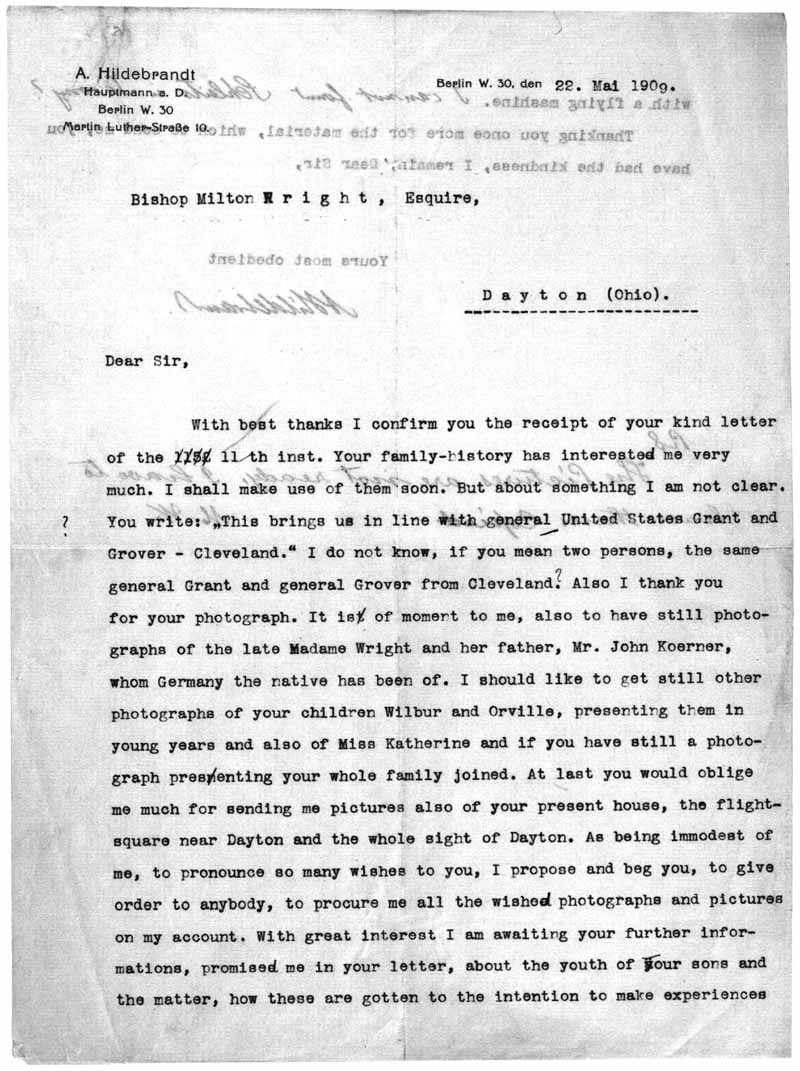 A. Hildebrandt
Hauptmann a. D.
Berlin W. 30
Martin Luther-Straße 10.
Berlin W. 30, den 22. Mai 1909.
Bishop Milton W r i g h t , Esquire,
D a y t o n (Ohio).
Dear Sir,
With best thanks I confirm you the receipt of your kind letter
of the 11 th inst. Your family-history has interested me very
much. I shall make use of them soon. But about something I am not clear.
? You write: „This brings us in line with general United States Grant and
Grover - Cleveland.“ I do not know, if you mean two persons, the same
general Grant and general Grover from Cleveland? Also I thank you
for your photograph. It is of moment to me, also to have still photo-
graphs of the late Madame Wright and her father, Mr. John Koerner,
whom Germany the native has been of. I should like to get still other
photographs of your children Wilbur and Orville, presenting them in
young years and also of Miss Katherine and if you have still a photo-
graph presenting your whole family joined. At last you would oblige
me much for sending me pictures also of your present house, the flight-
square near Dayton and the whole sight of Dayton. As being immodest of
me, to pronounce so many wishes to you, I propose and beg you, to give
order to anybody, to procure me all the wished photographs and pictures
on my account. With great interest I am awaiting your further infor-
mations, promised me in your letter, about the youth of your sons and
the matter, how these are gotten to the intention to make experiences